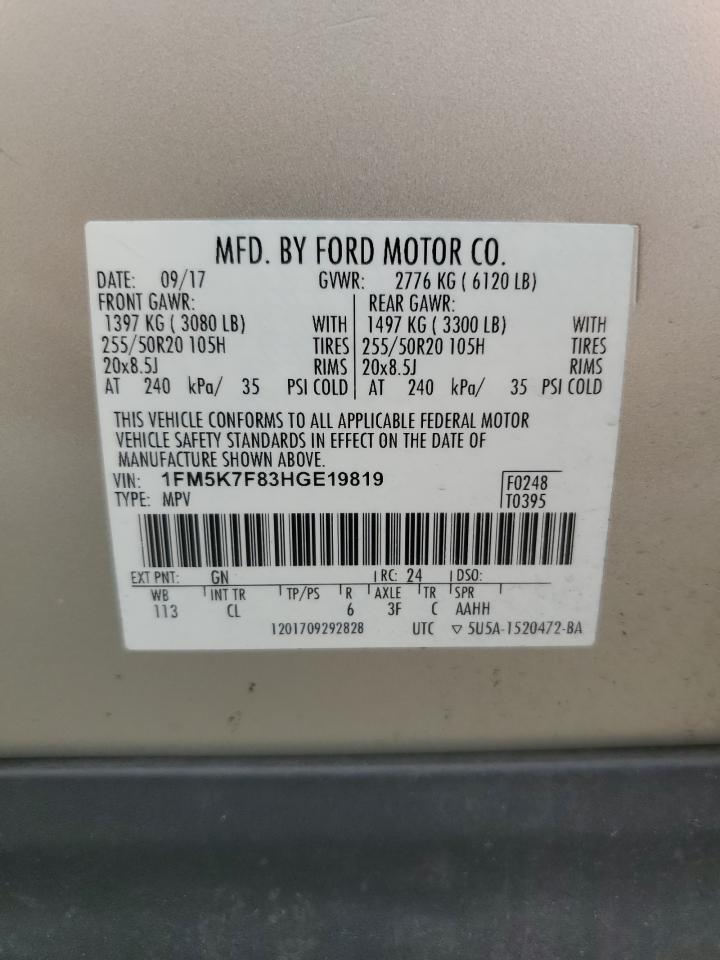 MFD. BY FORD MOTOR CO.
DATE: 09/17 GVWR: 2776 KG ( 6120 LB)
FRONT GAWR: REAR GAWR:
1397 KG ( 3080 LB) WITH 1497 KG ( 3300 LB) WITH
255/50R20 105H TIRES 255/50R20 105H TIRES
20x8.5J RIMS 20x8.5J RIMS
AT 240 kPa/ 35 PSI COLD AT 240 kPa/ 35 PSI COLD
THIS VEHICLE CONFORMS TO ALL APPLICABLE FEDERAL MOTOR
VEHICLE SAFETY STANDARDS IN EFFECT ON THE DATE OF
MANUFACTURE SHOWN ABOVE.
VIN: 1FM5K7F83HGE19819 F0248
TYPE: MPV T0395
EXT PNT: GN RC: 24 DSO:
WB INT TR TP/PS R AXLE TR SPR
113 CL 6 3F C AAHH
1201709292828 UTC ▽ 5U5A-1520472-BA